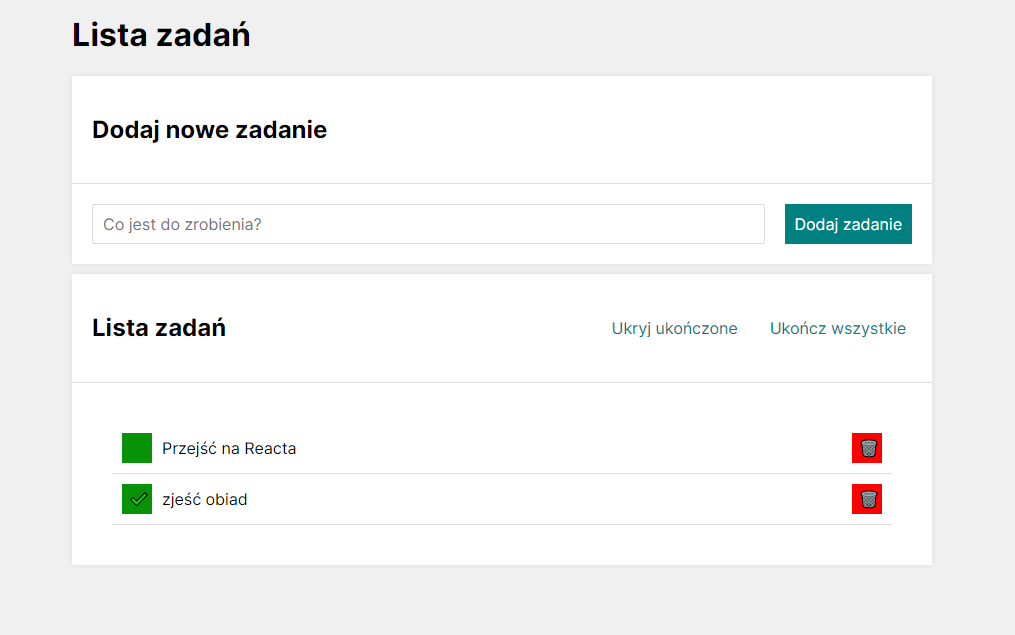 Lista zadań
Dodaj nowe zadanie
Co jest do zrobienia?
Dodaj zadanie
Lista zadań
Ukryj ukończone
Ukończ wszystkie
Przejść na Reacta
zjeść obiad